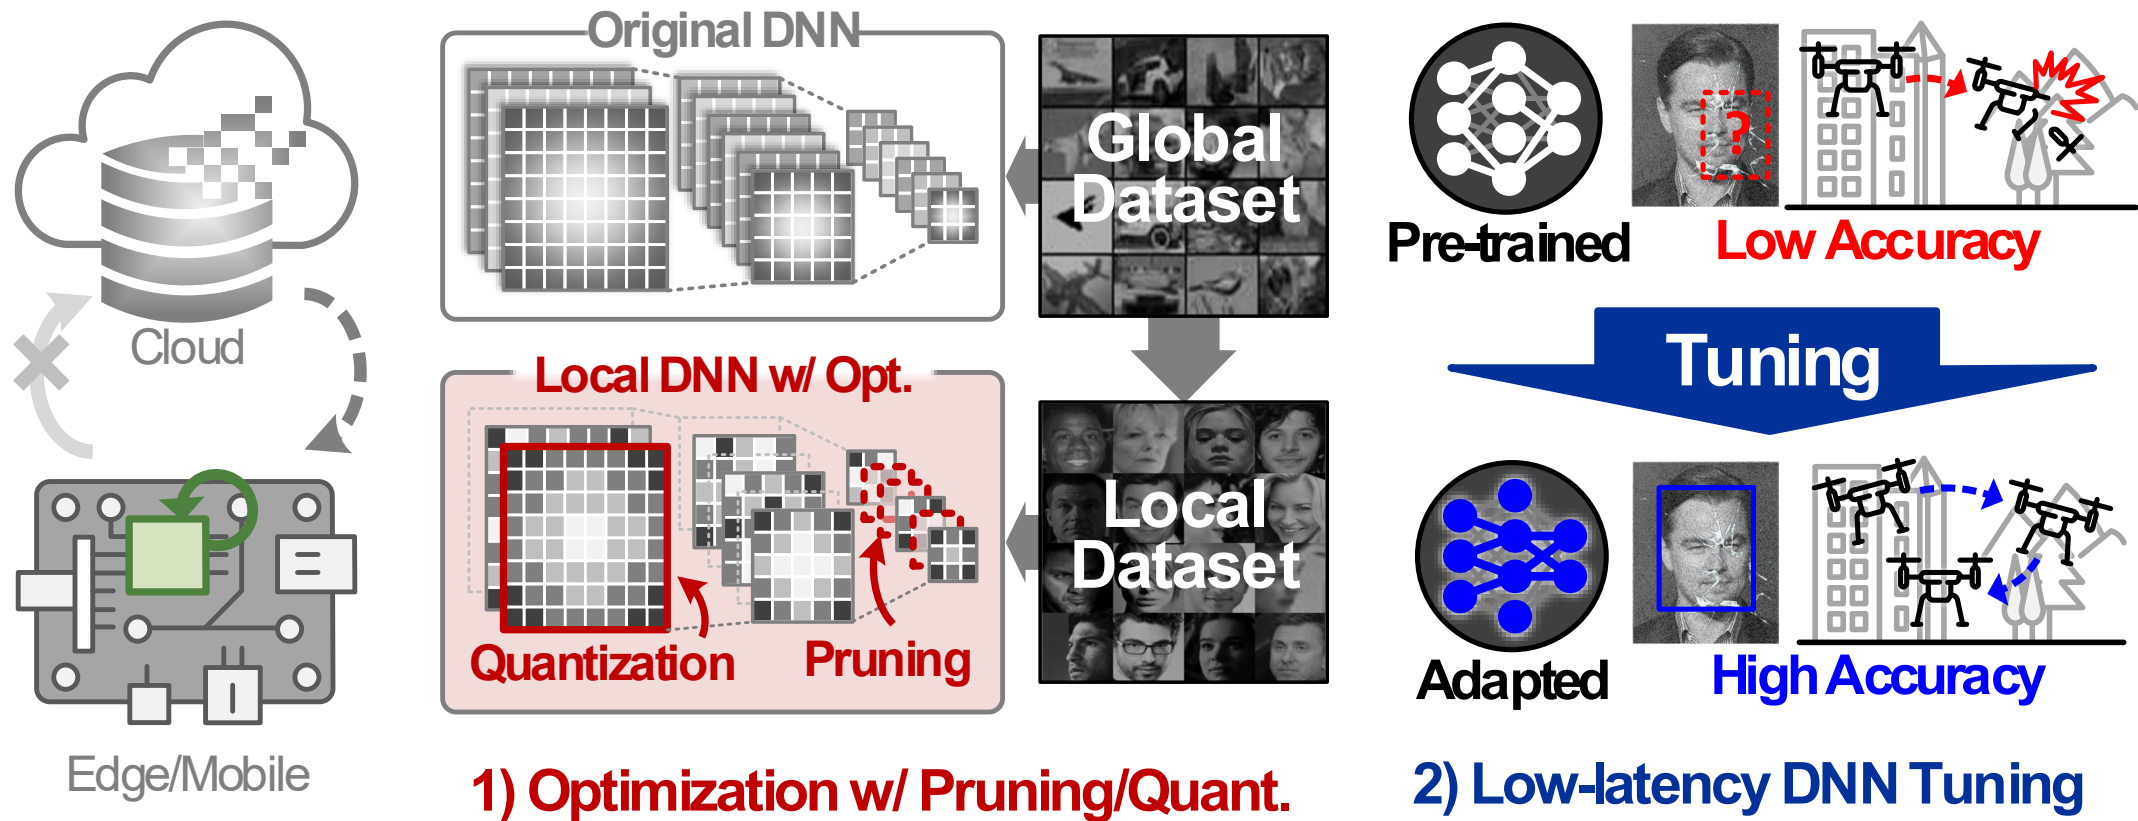 Cloud
Edge/Mobile
Original DNN
Global
Dataset
Local DNN w/ Opt.
Quantization
Pruning
Local
Dataset
1) Optimization w/ Pruning/Quant.
Pre-trained
?
Low Accuracy
Tuning
Adapted
High Accuracy
2) Low-latency DNN Tuning